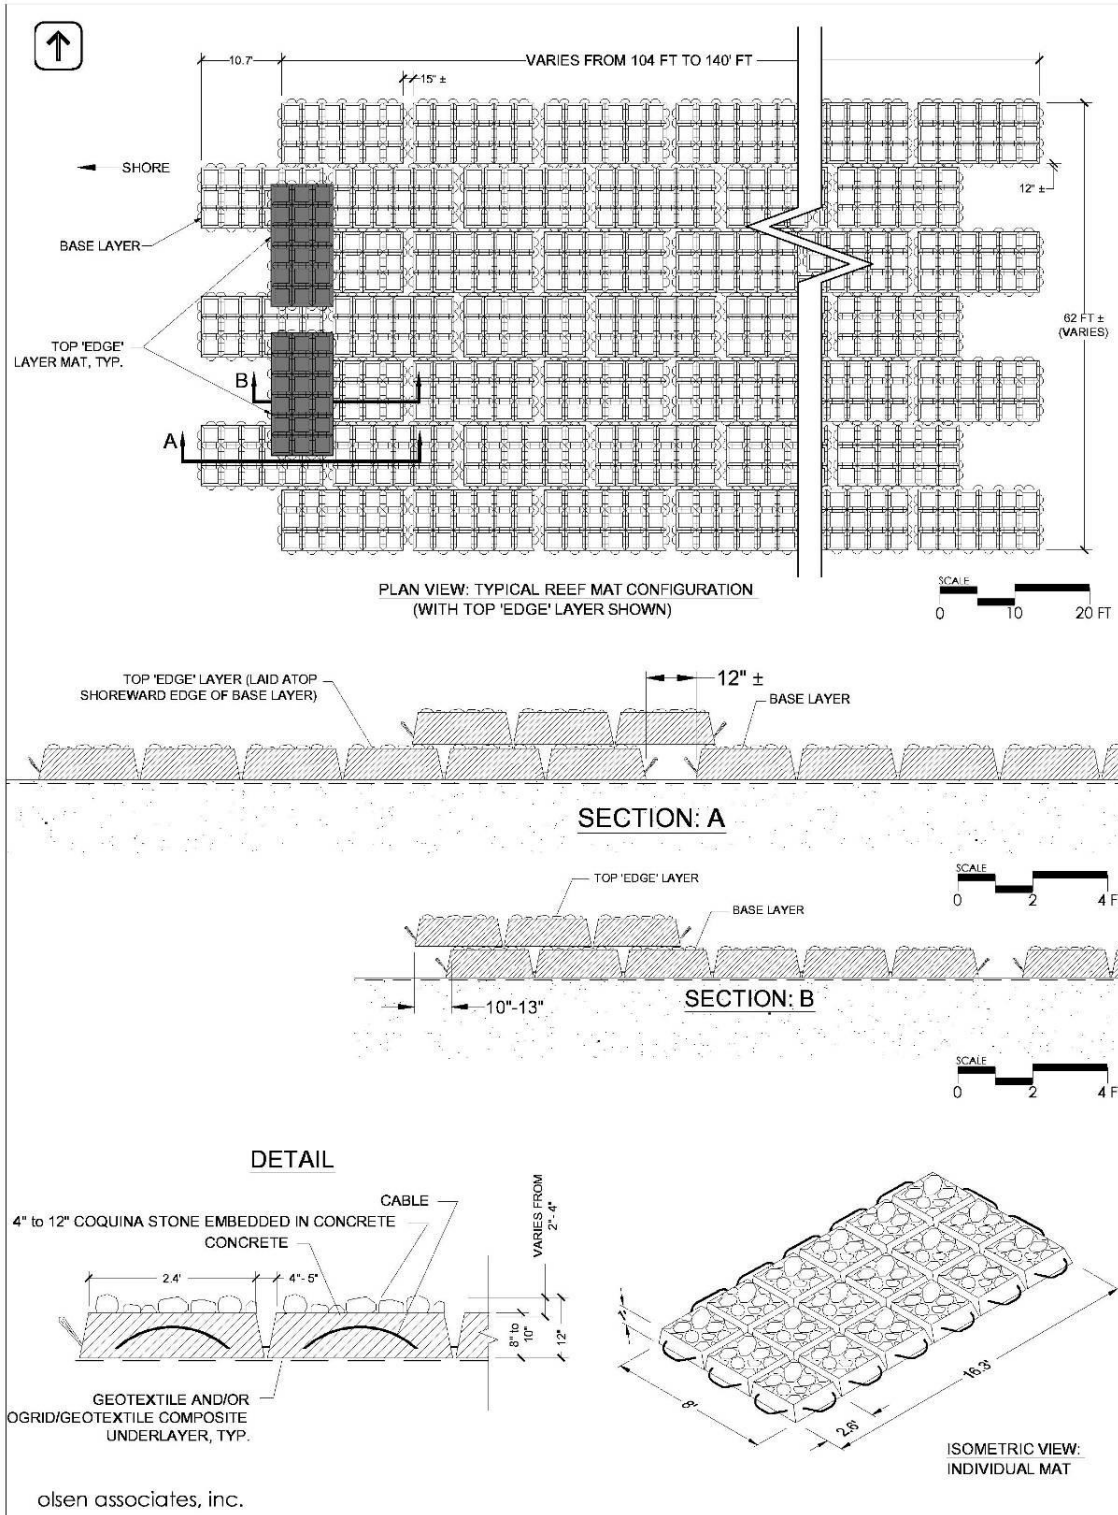 10.7'
VARIES FROM 104 FT TO 140' FT
15" ±
SHORE
12" ±
BASE LAYER
62 FT ±
(VARIES)
TOP 'EDGE'
LAYER MAT, TYP.
B
A
PLAN VIEW: TYPICAL REEF MAT CONFIGURATION
(WITH TOP 'EDGE' LAYER SHOWN)
SCALE
0 10 20 FT
TOP 'EDGE' LAYER (LAID ATOP
SHOREWARD EDGE OF BASE LAYER)
12" ±
BASE LAYER
SECTION: A
SCALE
0 2 4 F
TOP 'EDGE' LAYER
BASE LAYER
10"-13"
SECTION: B
SCALE
0 2 4 F
DETAIL
CABLE
4" to 12" COQUINA STONE EMBEDDED IN CONCRETE
CONCRETE
VARIES FROM
2"- 4"
2.4'
4"- 5"
8" to
10"
12"
GEOTEXTILE AND/OR
OGRID/GEOTEXTILE COMPOSITE
UNDERLAYER, TYP.
1'
8'
2.6'
16.3'
ISOMETRIC VIEW:
INDIVIDUAL MAT
olsen associates, inc.